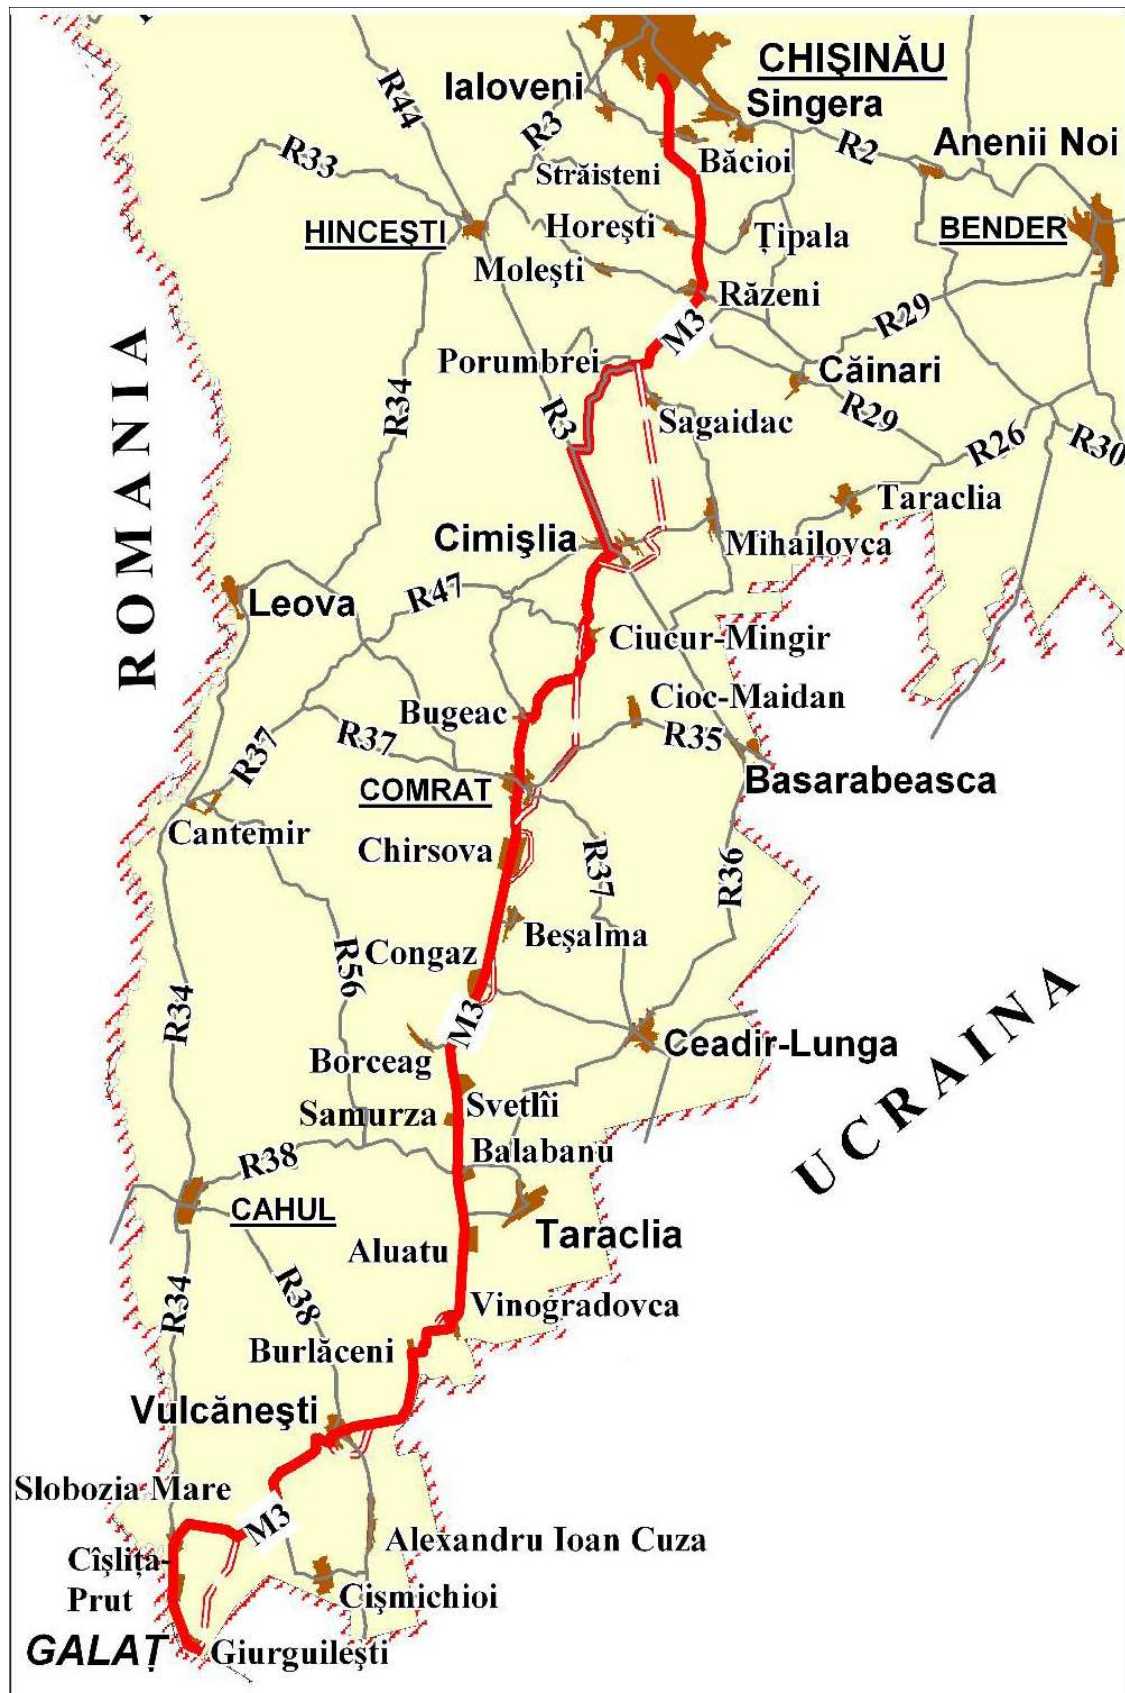 CHIŞINĂU
Ialoveni
Singera
R44
R3
R2
Anenii Noi
R33
Străisteni
Băcioi
HINCEŞTI
Horeşti
Ţipala
BENDER
Moleşti
Răzeni
R29
M3
Porumbrei
Căinari
ROMANIA
R34
R3
Sagaidac
R29
R26
R30
Taraclia
Cimişlia
Mihailovca
Leova
R47
Ciucur-Mingir
Cioc-Maidan
Bugeac
R37
R37
R35
COMRAT
Basarabeasca
Cantemir
Chirsova
R37
R36
Beşalma
Congaz
R56
R34
M3
UCRAINA
Borceag
Ceadir-Lunga
Samurza
Svetlîi
Balabanu
R38
CAHUL
Taraclia
Aluatu
R34
R38
Vinogradovca
Burlăceni
Vulcăneşti
Slobozia Mare
M3
Alexandru Ioan Cuza
Cîşliţa-
Prut
Cişmichioi
GALAŢ
Giurguileşti